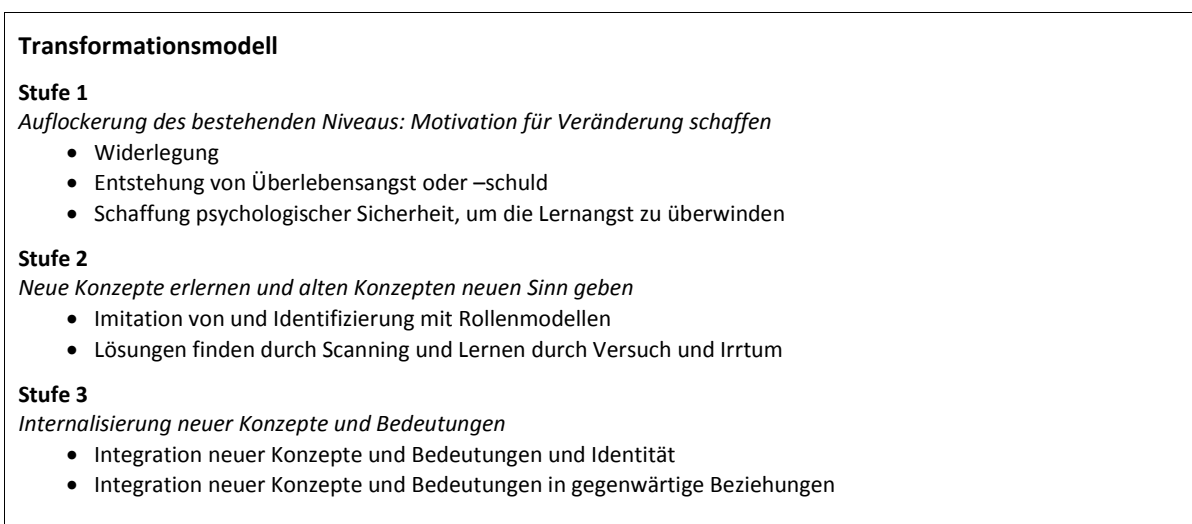 Transformationsmodell
Stufe 1
Auflockerung des bestehenden Niveaus: Motivation für Veränderung schaffen
• Widerlegung
• Entstehung von Überlebensangst oder –schuld
• Schaffung psychologischer Sicherheit, um die Lernangst zu überwinden
Stufe 2
Neue Konzepte erlernen und alten Konzepten neuen Sinn geben
• Imitation von und Identifizierung mit Rollenmodellen
• Lösungen finden durch Scanning und Lernen durch Versuch und Irrtum
Stufe 3
Internalisierung neuer Konzepte und Bedeutungen
• Integration neuer Konzepte und Bedeutungen und Identität
• Integration neuer Konzepte und Bedeutungen in gegenwärtige Beziehungen